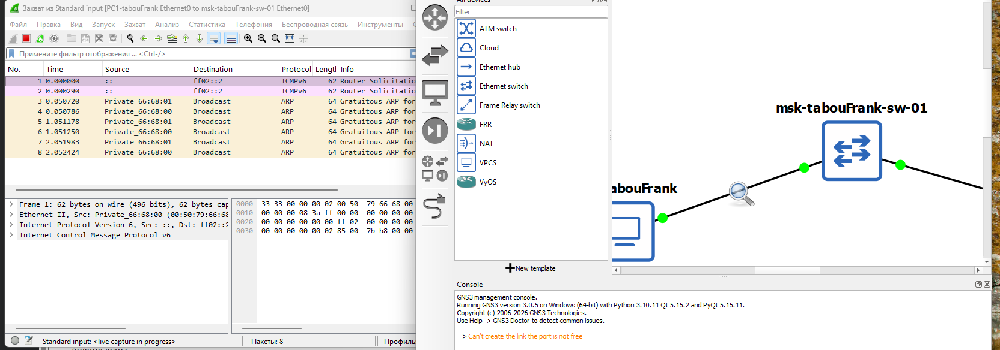 Захват из Standard input [PC1-tabouFrank Ethernet0 to msk-tabouFrank-sw-01 Ethernet0]
Файл Правка Вид Запуск Захват Анализ Статистика Телефония Беспроводная связь Инструменты
Примените фильтр отображения ... <Ctrl-/>
No. Time Source Destination Protocol Lengtl Info
1 0.000000 :: ff02::2 ICMPv6 62 Router Solicitatio
2 0.000290 :: ff02::2 ICMPv6 62 Router Solicitatio
3 0.050720 Private_66:68:01 Broadcast ARP 64 Gratuitous ARP for
4 0.050786 Private_66:68:00 Broadcast ARP 64 Gratuitous ARP for
5 1.051178 Private_66:68:01 Broadcast ARP 64 Gratuitous ARP for
6 1.051250 Private_66:68:00 Broadcast ARP 64 Gratuitous ARP for
7 2.051983 Private_66:68:01 Broadcast ARP 64 Gratuitous ARP for
8 2.052424 Private_66:68:00 Broadcast ARP 64 Gratuitous ARP for
Frame 1: 62 bytes on wire (496 bits), 62 bytes cap
Ethernet II, Src: Private_66:68:00 (00:50:79:66:68
Internet Protocol Version 6, Src: ::, Dst: ff02::2
Internet Control Message Protocol v6
0000 33 33 00 00 00 02 00 50 79 66 68 00
0010 00 00 00 08 3a ff 00 00 00 00 00 00
0020 00 00 00 00 00 00 ff 02 00 00 00 00
0030 00 00 00 00 00 02 85 00 7b b8 00 00
Standard input: <live capture in progress>
Пакеты: 8
Профиль
All devices
Filter
ATM switch
Cloud
Ethernet hub
Ethernet switch
Frame Relay switch
FRR
NAT
VPCS
VyOS
New template
msk-tabouFrank-sw-01
abouFrank
Console
GNS3 management console.
Running GNS3 version 3.0.5 on Windows (64-bit) with Python 3.10.11 Qt 5.15.2 and PyQt 5.15.11.
Copyright (c) 2006-2026 GNS3 Technologies.
Use Help -> GNS3 Doctor to detect common issues.
=> Can't create the link the port is not free